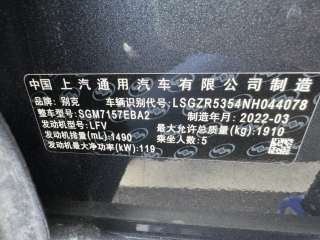 中国 上汽通用汽车有限公司制造
品牌：别克 车辆识别代号：LSGZR5354NH044078
整车型号：SGM7157EBA2 制造年月：2022-03
发动机型号：LFV 最大允许总质量(kg)：1910
发动机排量(mL)：1490 乘坐人数：5
发动机最大净功率(kW)：119